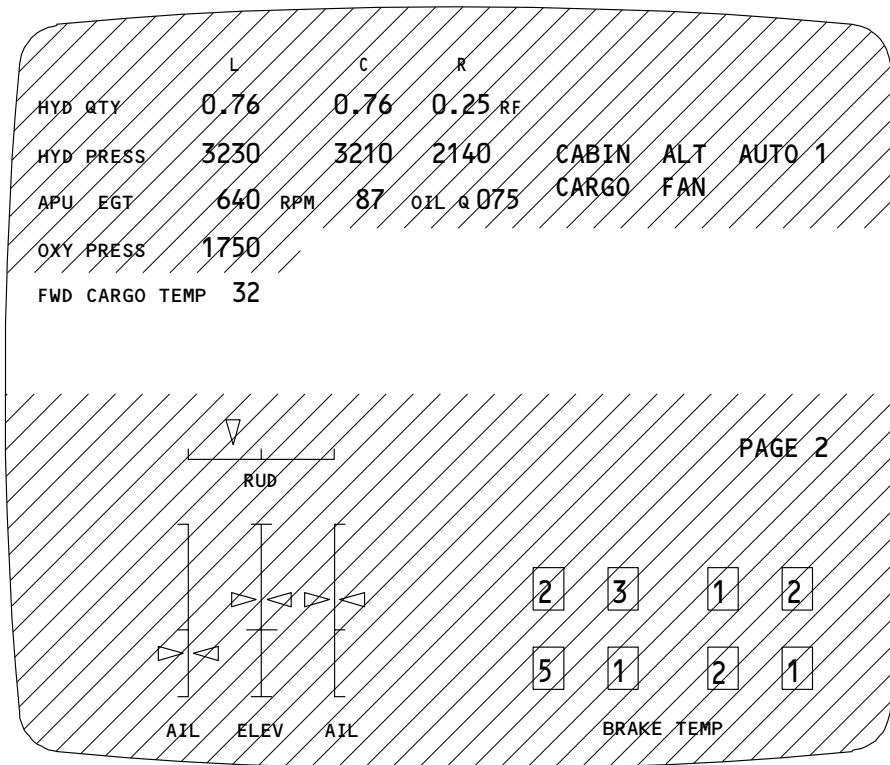 L C R
HYD QTY 0.76 0.76 0.25 RF
HYD PRESS 3230 3210 2140 CABIN ALT AUTO 1
APU EGT 640 RPM 87 OIL Q 075 CARGO FAN
OXY PRESS 1750
FWD CARGO TEMP 32
PAGE 2
RUD
2 3 1 2
5 1 2 1
AIL ELEV AIL BRAKE TEMP